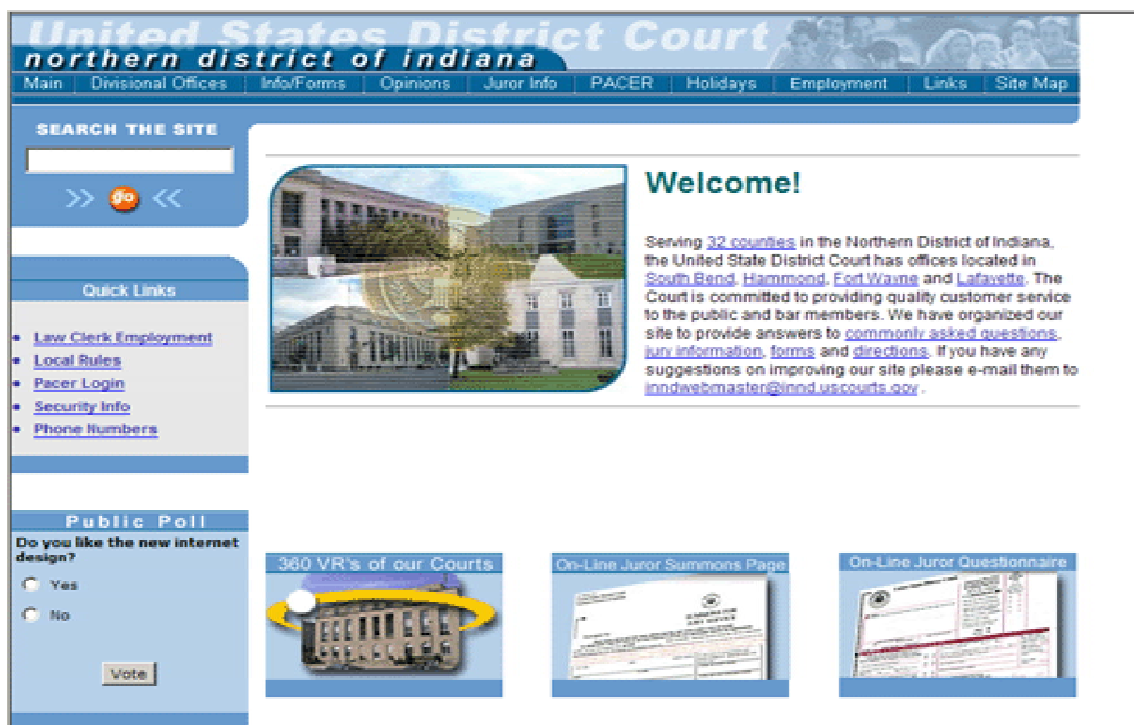 United States District Court
northern district of indiana
Main Divisional Offices Info/Forms Opinions Juror Info PACER Holidays Employment Links Site Map
SEARCH THE SITE
>> go <<
Quick Links
Law Clerk Employment
Local Rules
Pacer Login
Security Info
Phone Numbers
Public Poll
Do you like the new internet
design?
Yes
No
Vote
Welcome!
Serving 32 counties in the Northern District of Indiana,
the United State District Court has offices located in
South Bend, Hammond, Fort Wayne and Lafayette. The
Court is committed to providing quality customer service
to the public and bar members. We have organized our
site to provide answers to commonly asked questions,
jury information, forms and directions. If you have any
suggestions on improving our site please e-mail them to
inndwebmaster@innd.uscourts.gov .
360 VR's of our Courts
On-Line Juror Summons Page
On-Line Juror Questionnaire